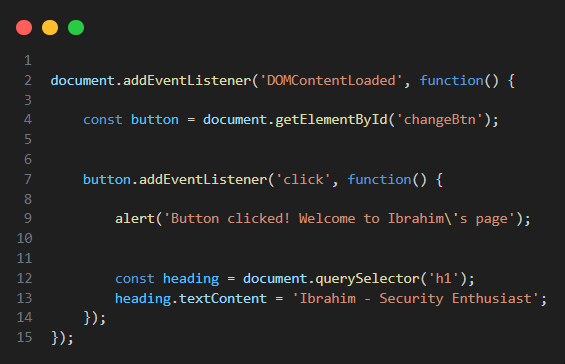 1
2 document.addEventListener('DOMContentLoaded', function() {
3
4     const button = document.getElementById('changeBtn');
5
6
7     button.addEventListener('click', function() {
8
9         alert('Button clicked! Welcome to Ibrahim\'s page');
10
11
12         const heading = document.querySelector('h1');
13         heading.textContent = 'Ibrahim - Security Enthusiast';
14     });
15 });